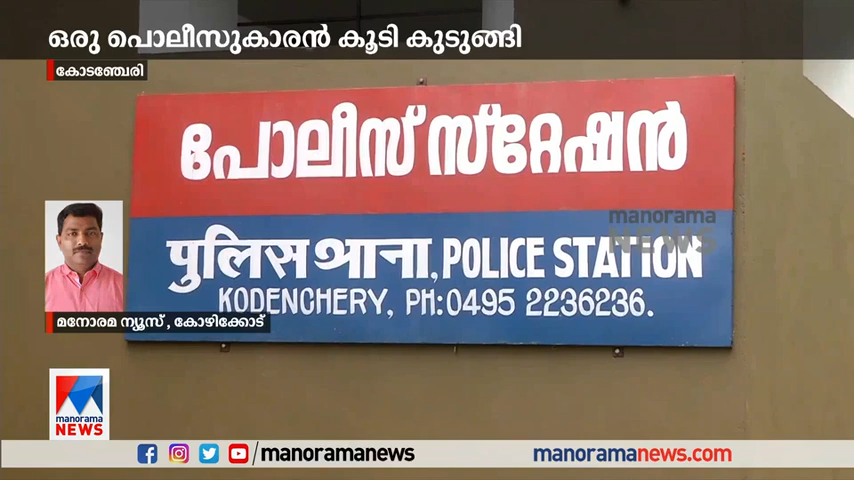 ഒരു പൊലീസുകാരൻ കൂടി കുടുങ്ങി
കോടഞ്ചേരി
പോലീസ് സ്റ്റേഷൻ
manorama
NEWS
पुलिस थाना, POLICE STATION
KODENCHERY, PH:0495 2236236.
മനോരമ ന്യൂസ്, കോഴിക്കോട്
manorama
NEWS
/manoramanews
manoramanews.com